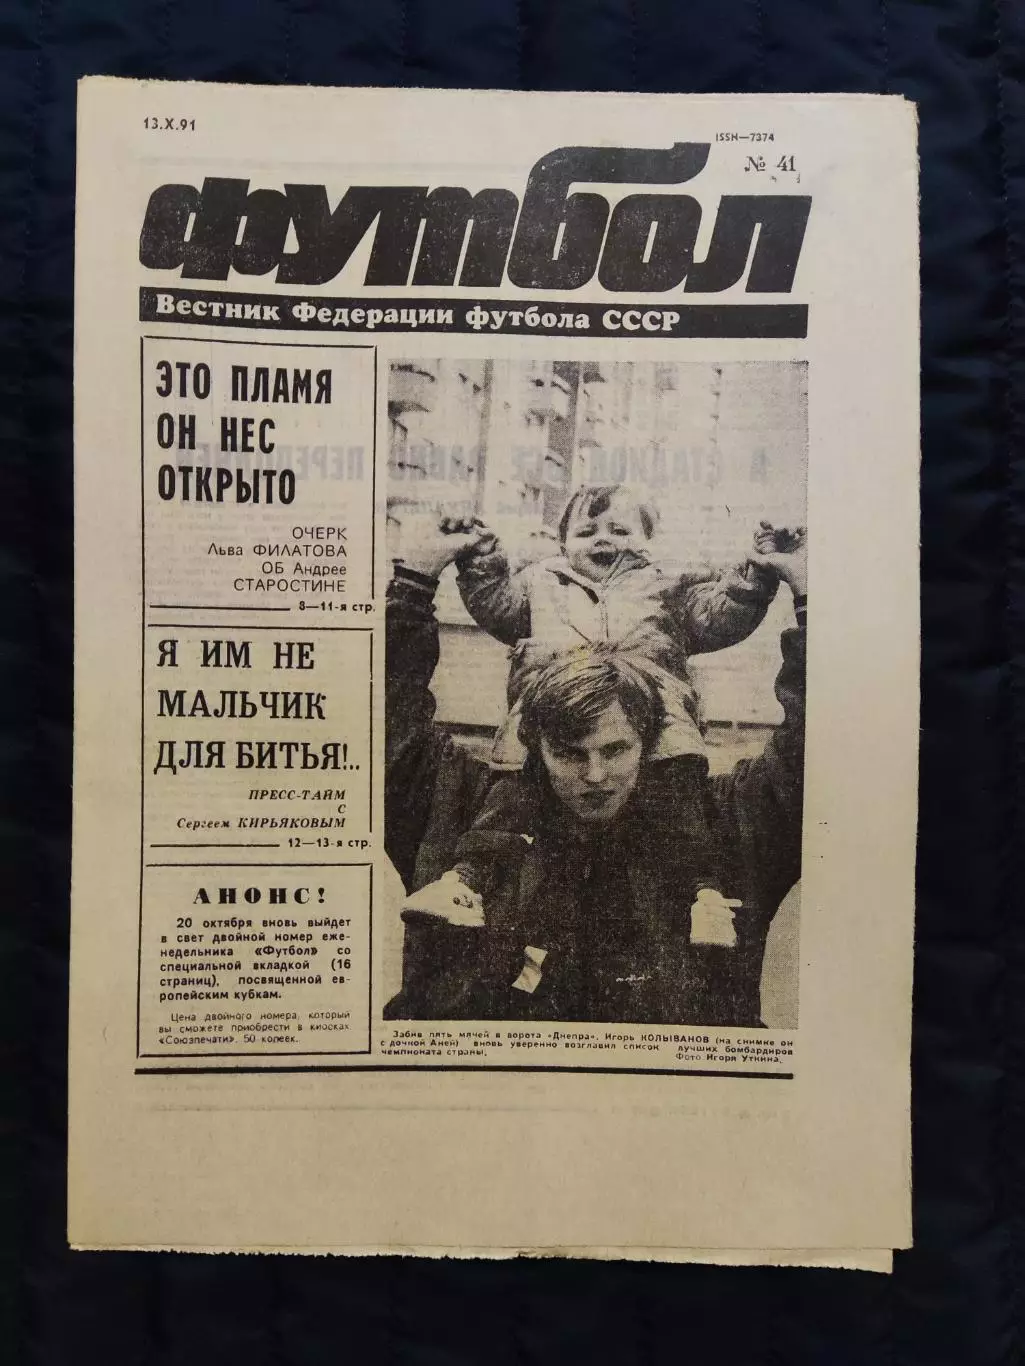 13.X.91
ISSN—7374
№ 41
футбол
Вестник Федерации футбола СССР
ЭТО ПЛАМЯ
ОН НЕС
ОТКРЫТО
ОЧЕРК
Льва ФИЛАТОВА
ОБ Андрее
СТАРОСТИНЕ
8—11-я стр.
Я ИМ НЕ
МАЛЬЧИК
ДЛЯ БИТЬЯ!..
ПРЕСС-ТАЙМ
С
Сергеем КИРЬЯКОВЫМ
12—13-я стр.
АНОНС!
20 октября вновь выйдет
в свет двойной номер еже-
недельника «Футбол» со
специальной вкладкой (16
страниц), посвященной ев-
ропейским кубкам.
Цена двойного номера, который
вы сможете приобрести в киосках
«Союзпечати», 50 копеек.
Забив пять мячей в ворота «Днепра», Игорь КОЛЫВАНОВ (на снимке он
с дочкой Аней) вновь уверенно возглавил список лучших бомбардиров
чемпионата страны.
Фото Игоря Уткина.